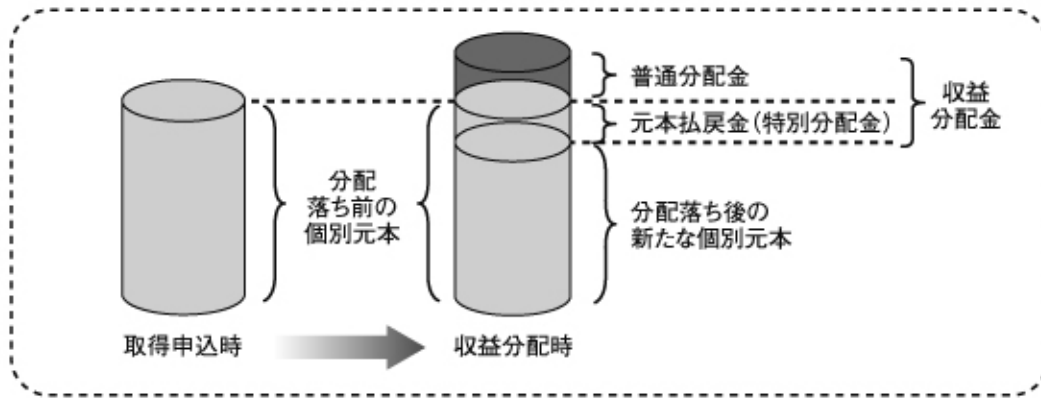 普通分配金
収益
分配金
元本払戻金(特別分配金)
分配
落ち前の
個別元本
分配落ち後の
新たな個別元本
取得申込時
収益分配時